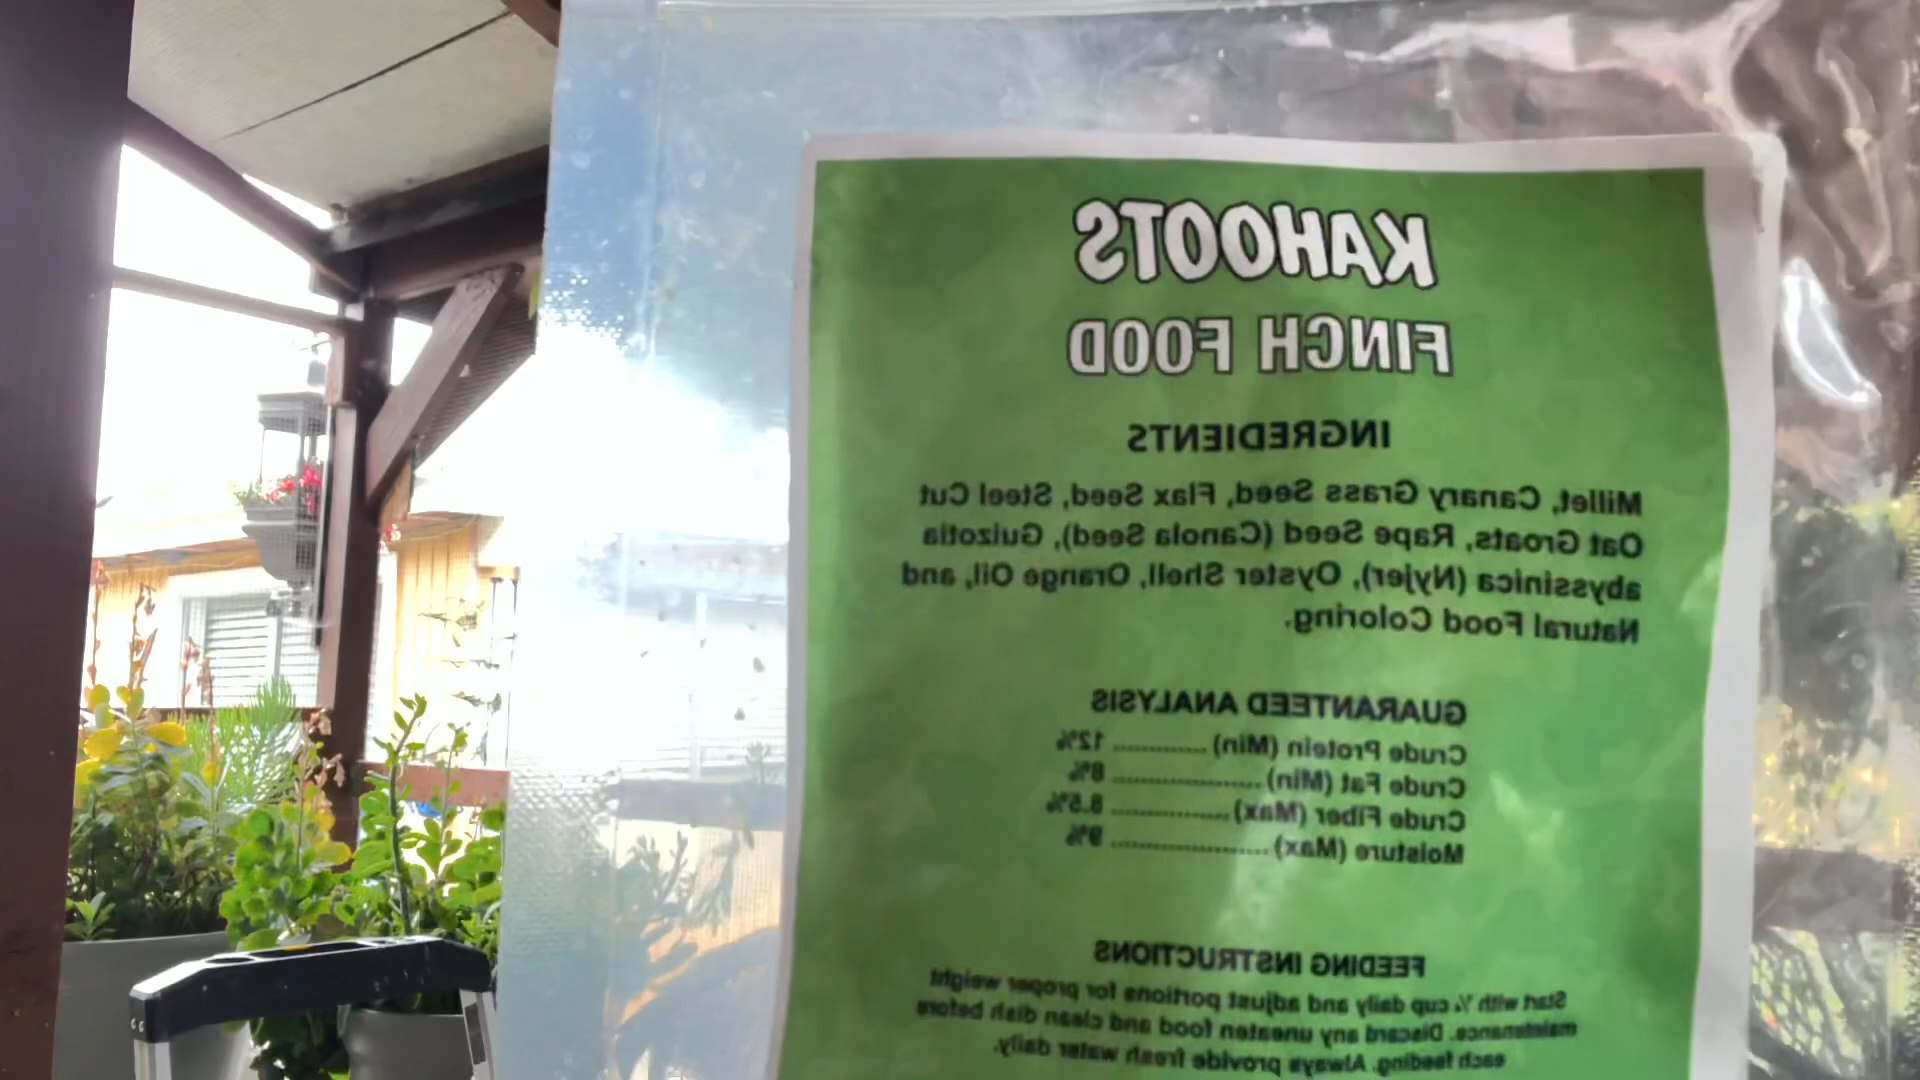 KAHOOTS
FINCH FOOD
INGREDIENTS
Millet, Canary Grass Seed, Flax Seed, Steel Cut
Oat Groats, Rape Seed (Canola Seed), Guizotia
abyssinica (Nyjer), Oyster Shell, Orange Oil, and
Natural Food Coloring.
GUARANTEED ANALYSIS
Crude Protein (Min) ............. 12%
Crude Fat (Min)..................... 8%
Crude Fiber (Max) ................. 8.5%
Moisture (Max) ...................... 9%
FEEDING INSTRUCTIONS
Start with ¼ cup daily and adjust portions for proper weight
maintenance. Discard any uneaten food and clean dish before
each feeding. Always provide fresh water daily.